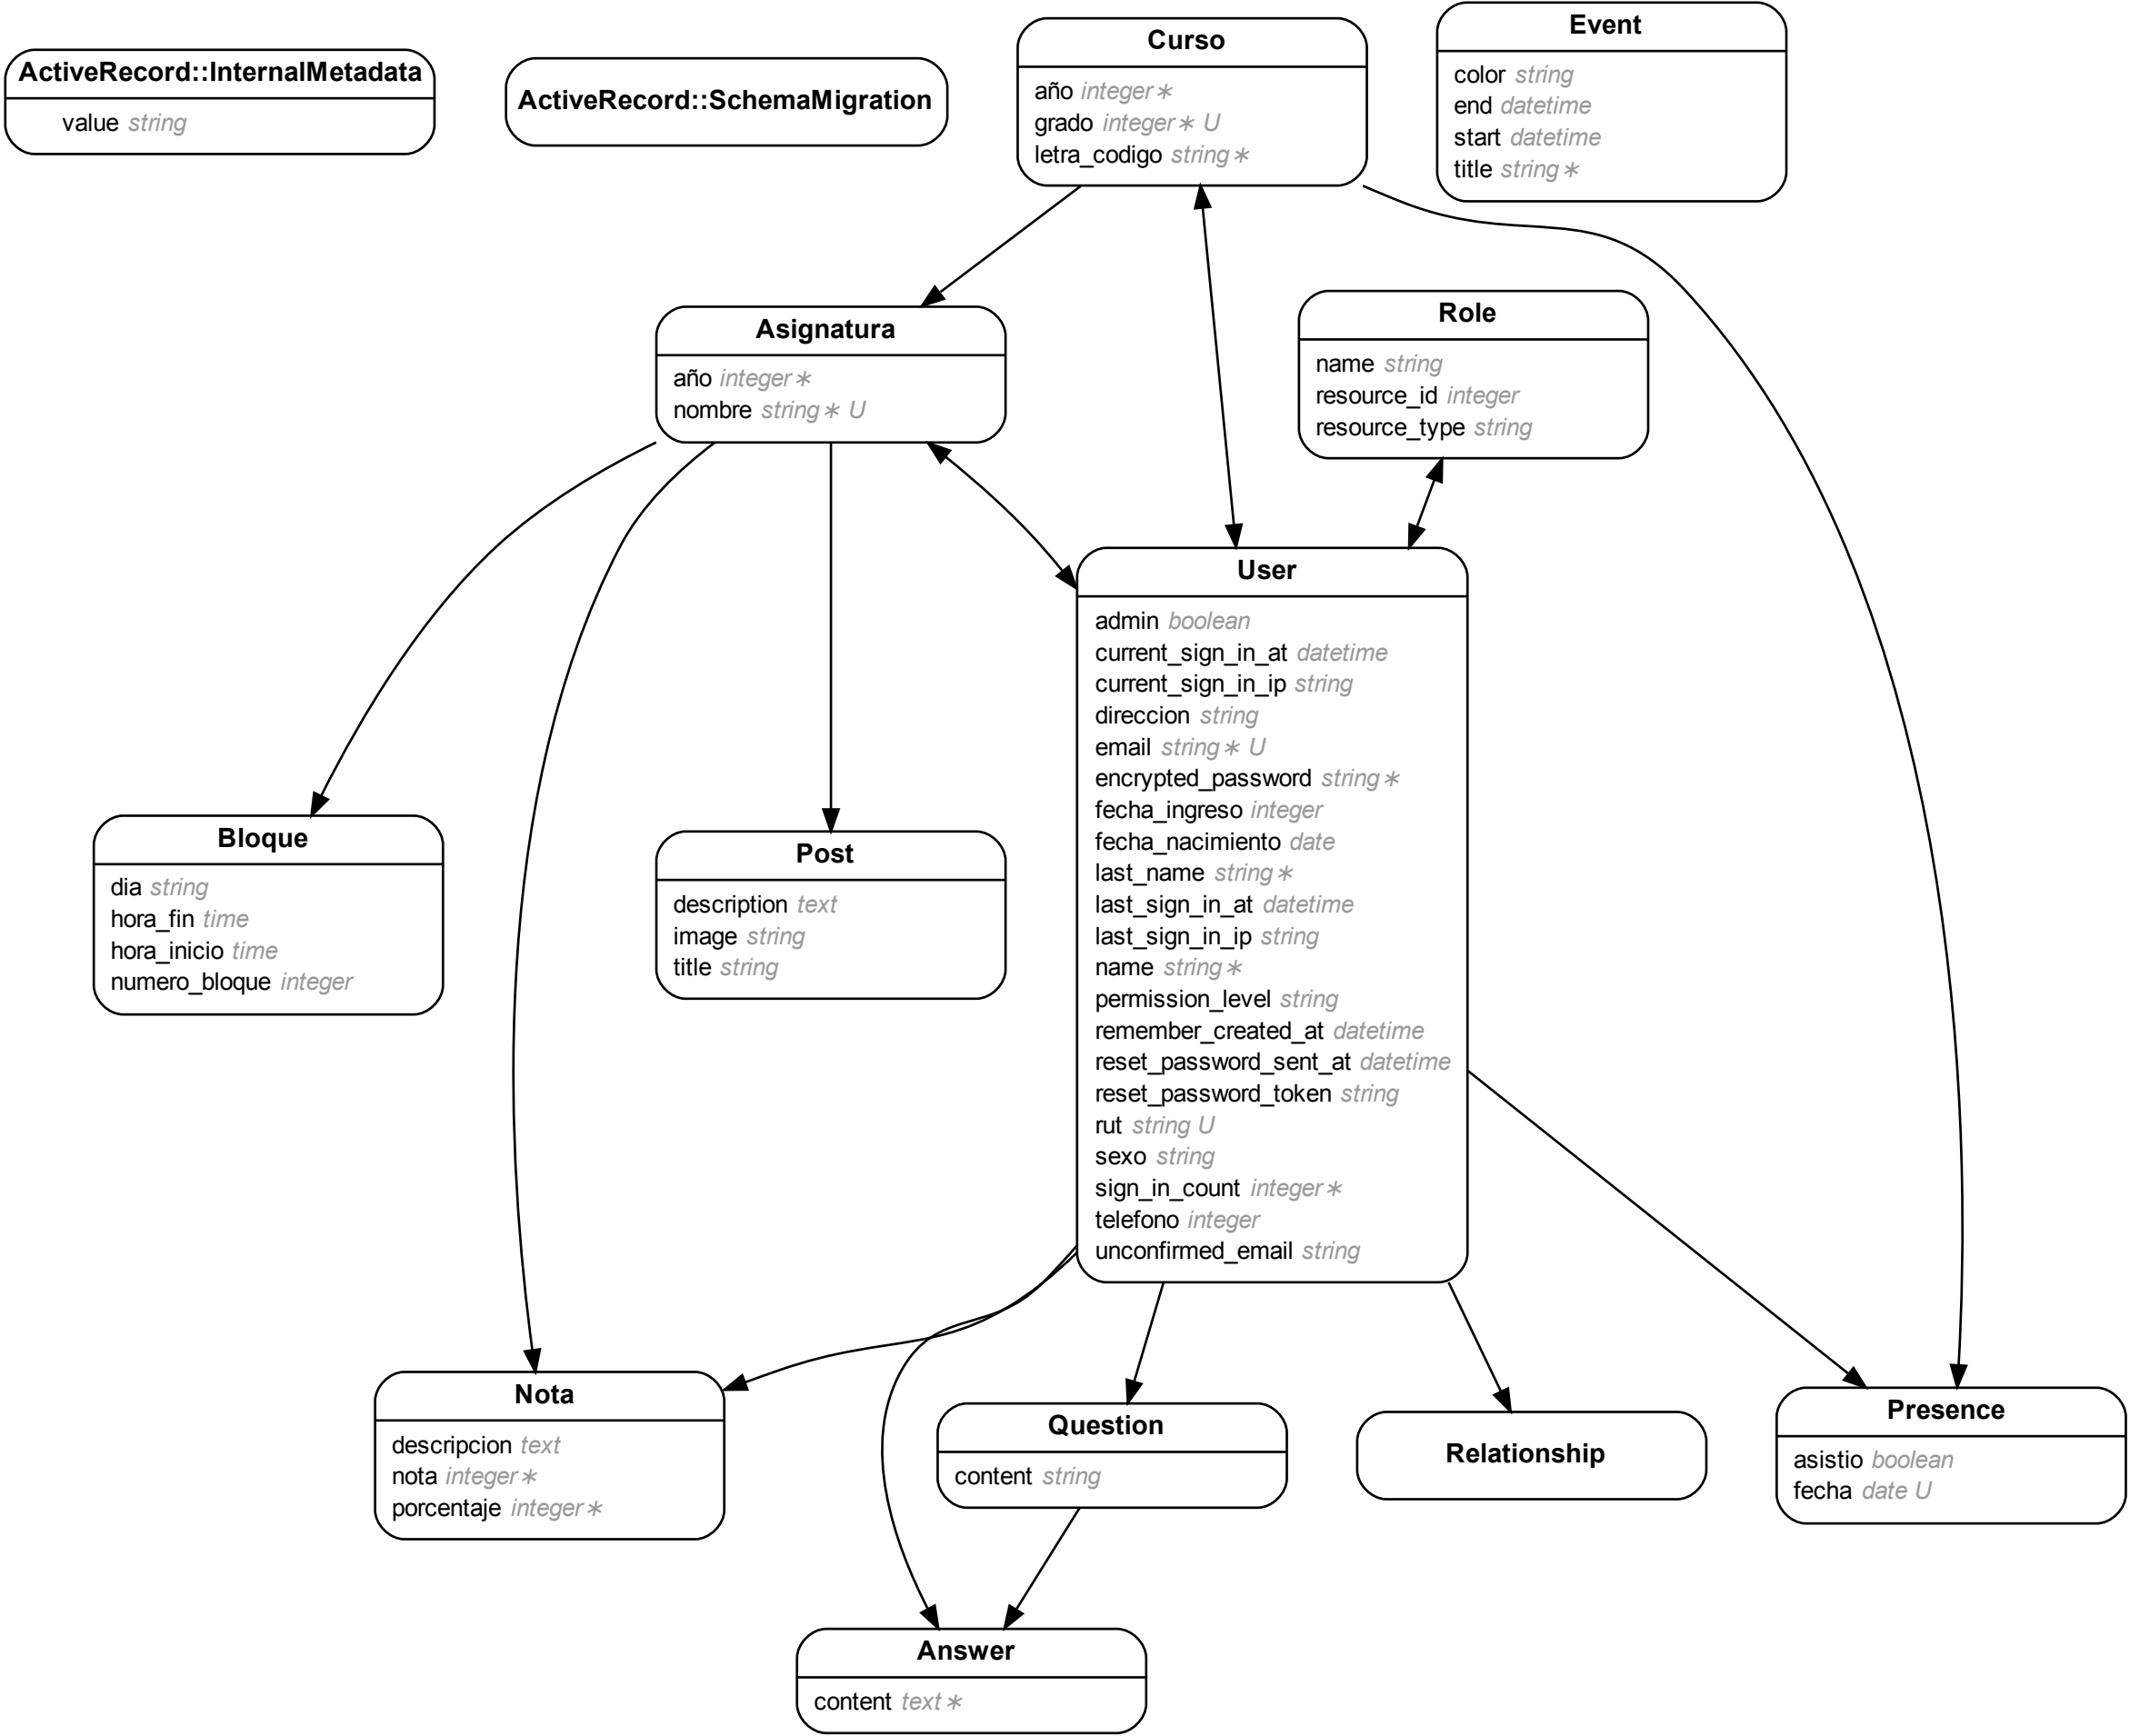 ActiveRecord::InternalMetadata
value string
ActiveRecord::SchemaMigration
Curso
año integer ∗
grado integer ∗ U
letra_codigo string ∗
Event
color string
end datetime
start datetime
title string ∗
Asignatura
año integer ∗
nombre string ∗ U
Role
name string
resource_id integer
resource_type string
User
admin boolean
current_sign_in_at datetime
current_sign_in_ip string
direccion string
email string ∗ U
encrypted_password string ∗
fecha_ingreso integer
fecha_nacimiento date
last_name string ∗
last_sign_in_at datetime
last_sign_in_ip string
name string ∗
permission_level string
remember_created_at datetime
reset_password_sent_at datetime
reset_password_token string
rut string U
sexo string
sign_in_count integer ∗
telefono integer
unconfirmed_email string
Bloque
dia string
hora_fin time
hora_inicio time
numero_bloque integer
Post
description text
image string
title string
Nota
descripcion text
nota integer ∗
porcentaje integer ∗
Question
content string
Relationship
Presence
asistio boolean
fecha date U
Answer
content text ∗